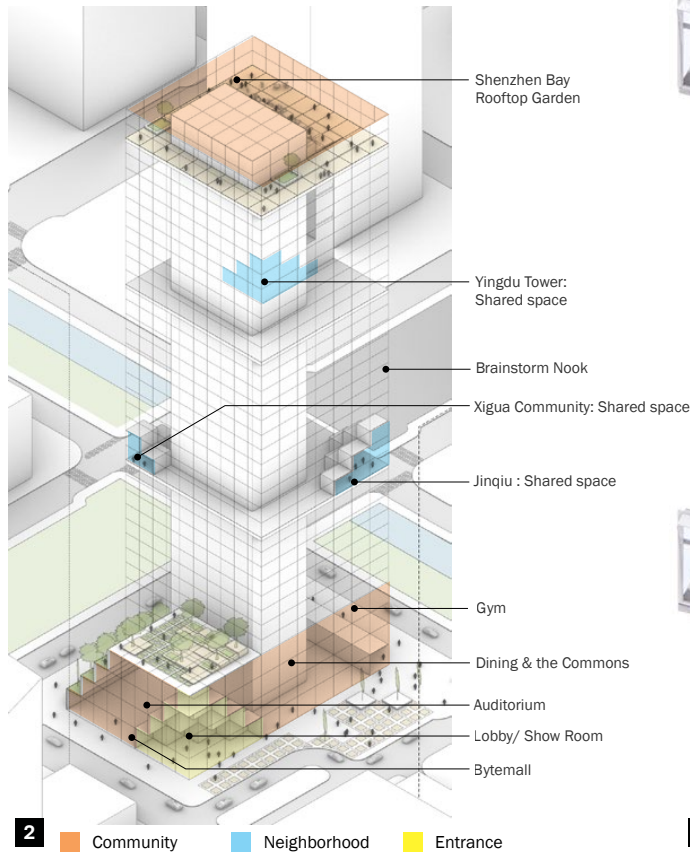 Shenzhen Bay
Rooftop Garden
Yingdu Tower:
Shared space
Brainstorm Nook
Xigua Community: Shared space
Jinqiu : Shared space
Gym
Dining & the Commons
Auditorium
Lobby/ Show Room
Bytemall
2
Community
Neighborhood
Entrance